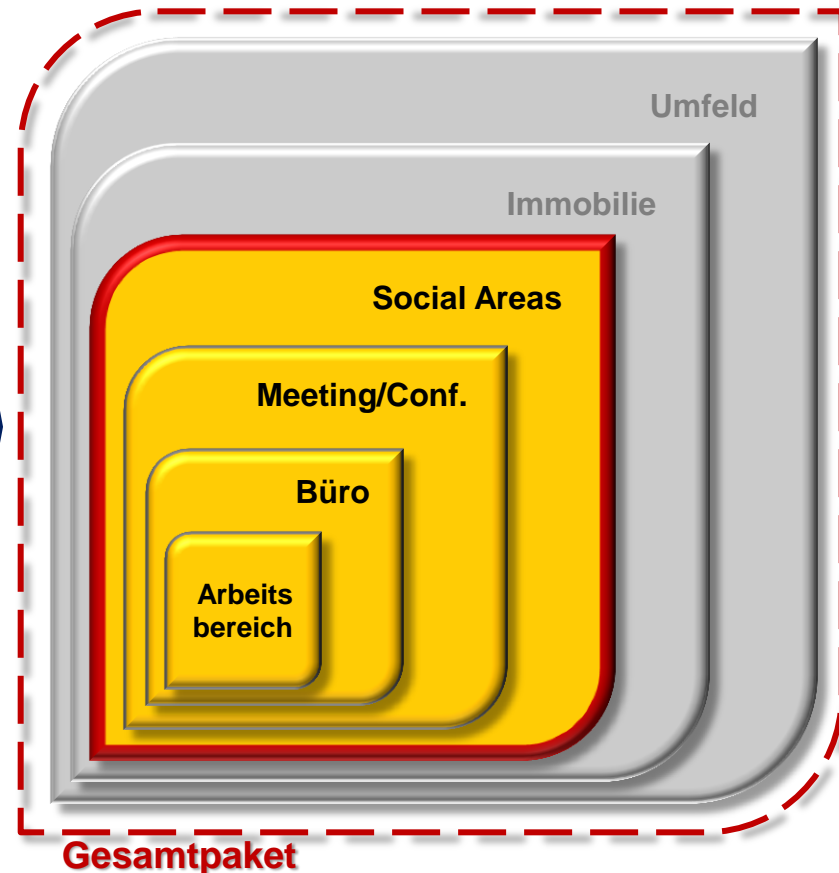 Umfeld
Immobilie
Social Areas
Meeting/Conf.
Büro
Arbeits
bereich
Gesamtpaket